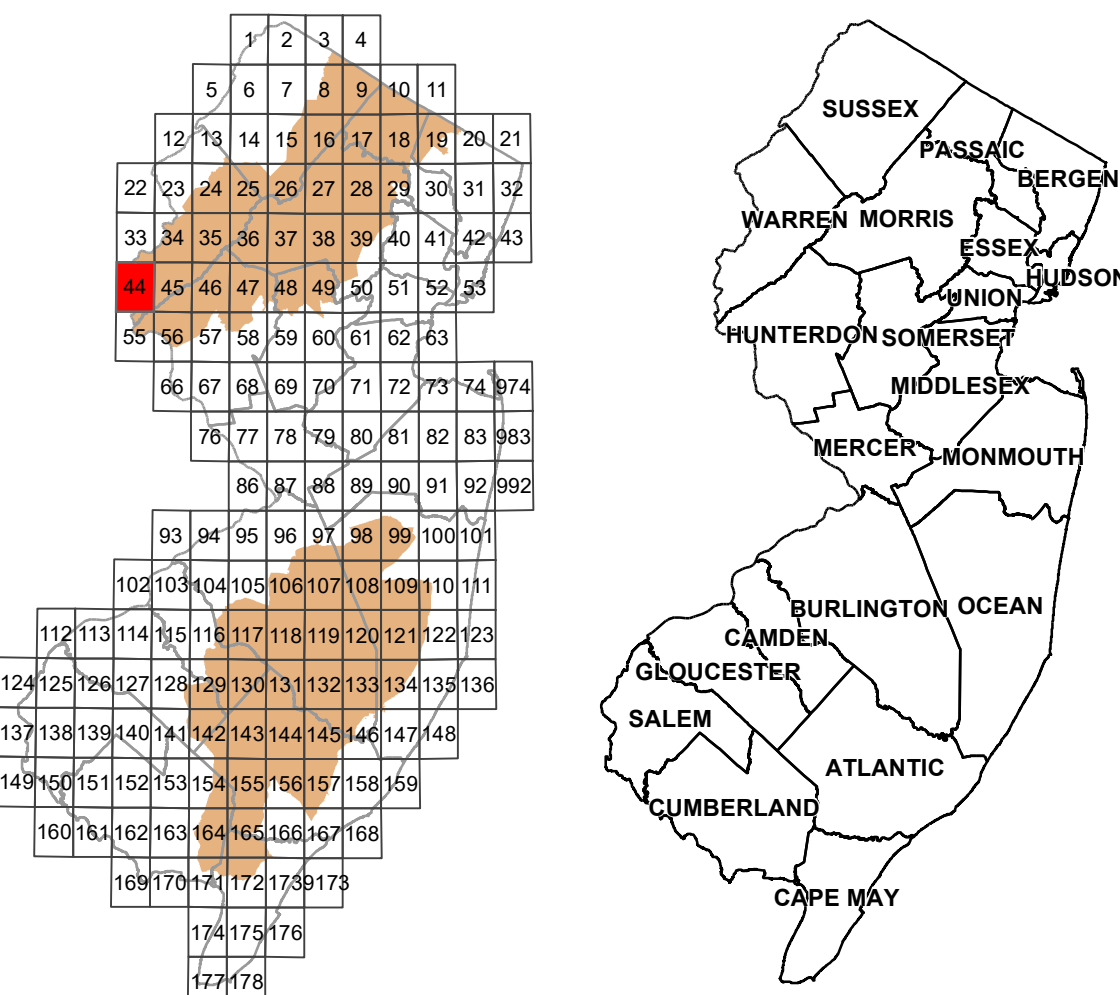 1 2 3 4
5 6 7 8 9 10 11
12 13 14 15 16 17 18 19 20 21
22 23 24 25 26 27 28 29 30 31 32
33 34 35 36 37 38 39 40 41 42 43
44 45 46 47 48 49 50 51 52 53
55 56 57 58 59 60 61 62 63
66 67 68 69 70 71 72 73 74 974
76 77 78 79 80 81 82 83 983
86 87 88 89 90 91 92 992
93 94 95 96 97 98 99 100 101
102 103 104 105 106 107 108 109 110 111
112 113 114 115 116 117 118 119 120 121 122 123
124 125 126 127 128 129 130 131 132 133 134 135 136
137 138 139 140 141 142 143 144 145 146 147 148
149 150 151 152 153 154 155 156 157 158 159
160 161 162 163 164 165 166 167 168
169 170 171 172 173 9173
174 175 176
177 178
SUSSEX
PASSAIC
BERGEN
WARREN MORRIS
ESSEX
HUDSON
UNION
HUNTERDON SOMERSET
MIDDLESEX
MERCER
MONMOUTH
BURLINGTON OCEAN
CAMDEN
GLOUCESTER
SALEM
ATLANTIC
CUMBERLAND
CAPE MAY